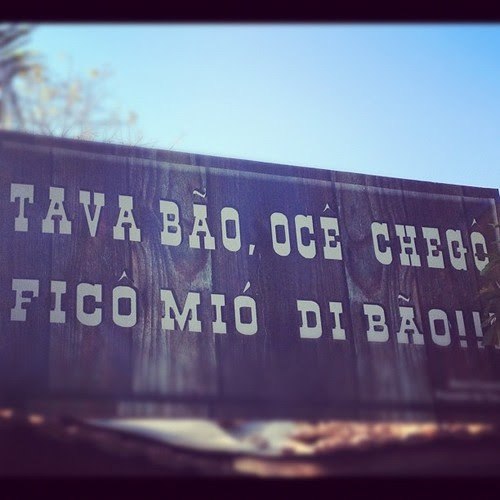 TAVA BÃO, OCÊ CHEGÔ
FICÔ MIÓ DI BÃO!!